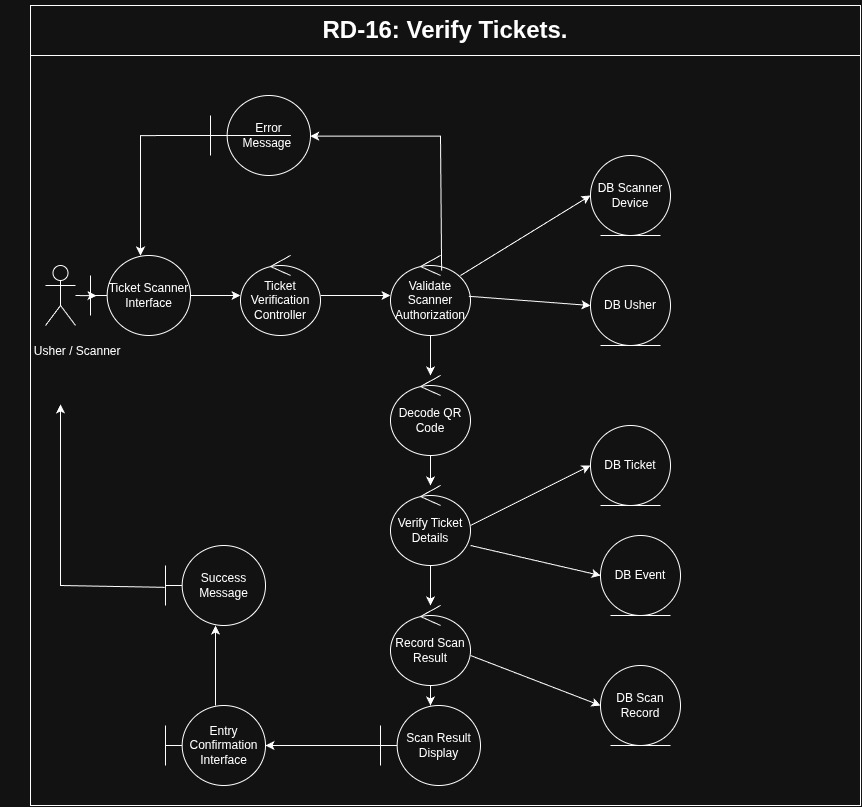 RD-16: Verify Tickets.
Error
Message
DB Scanner
Device
Ticket Scanner
Interface
Ticket
Verification
Controller
Validate
Scanner
Authorization
DB Usher
Usher / Scanner
Decode QR
Code
DB Ticket
Verify Ticket
Details
DB Event
Success
Message
Record Scan
Result
DB Scan
Record
Entry
Confirmation
Interface
Scan Result
Display